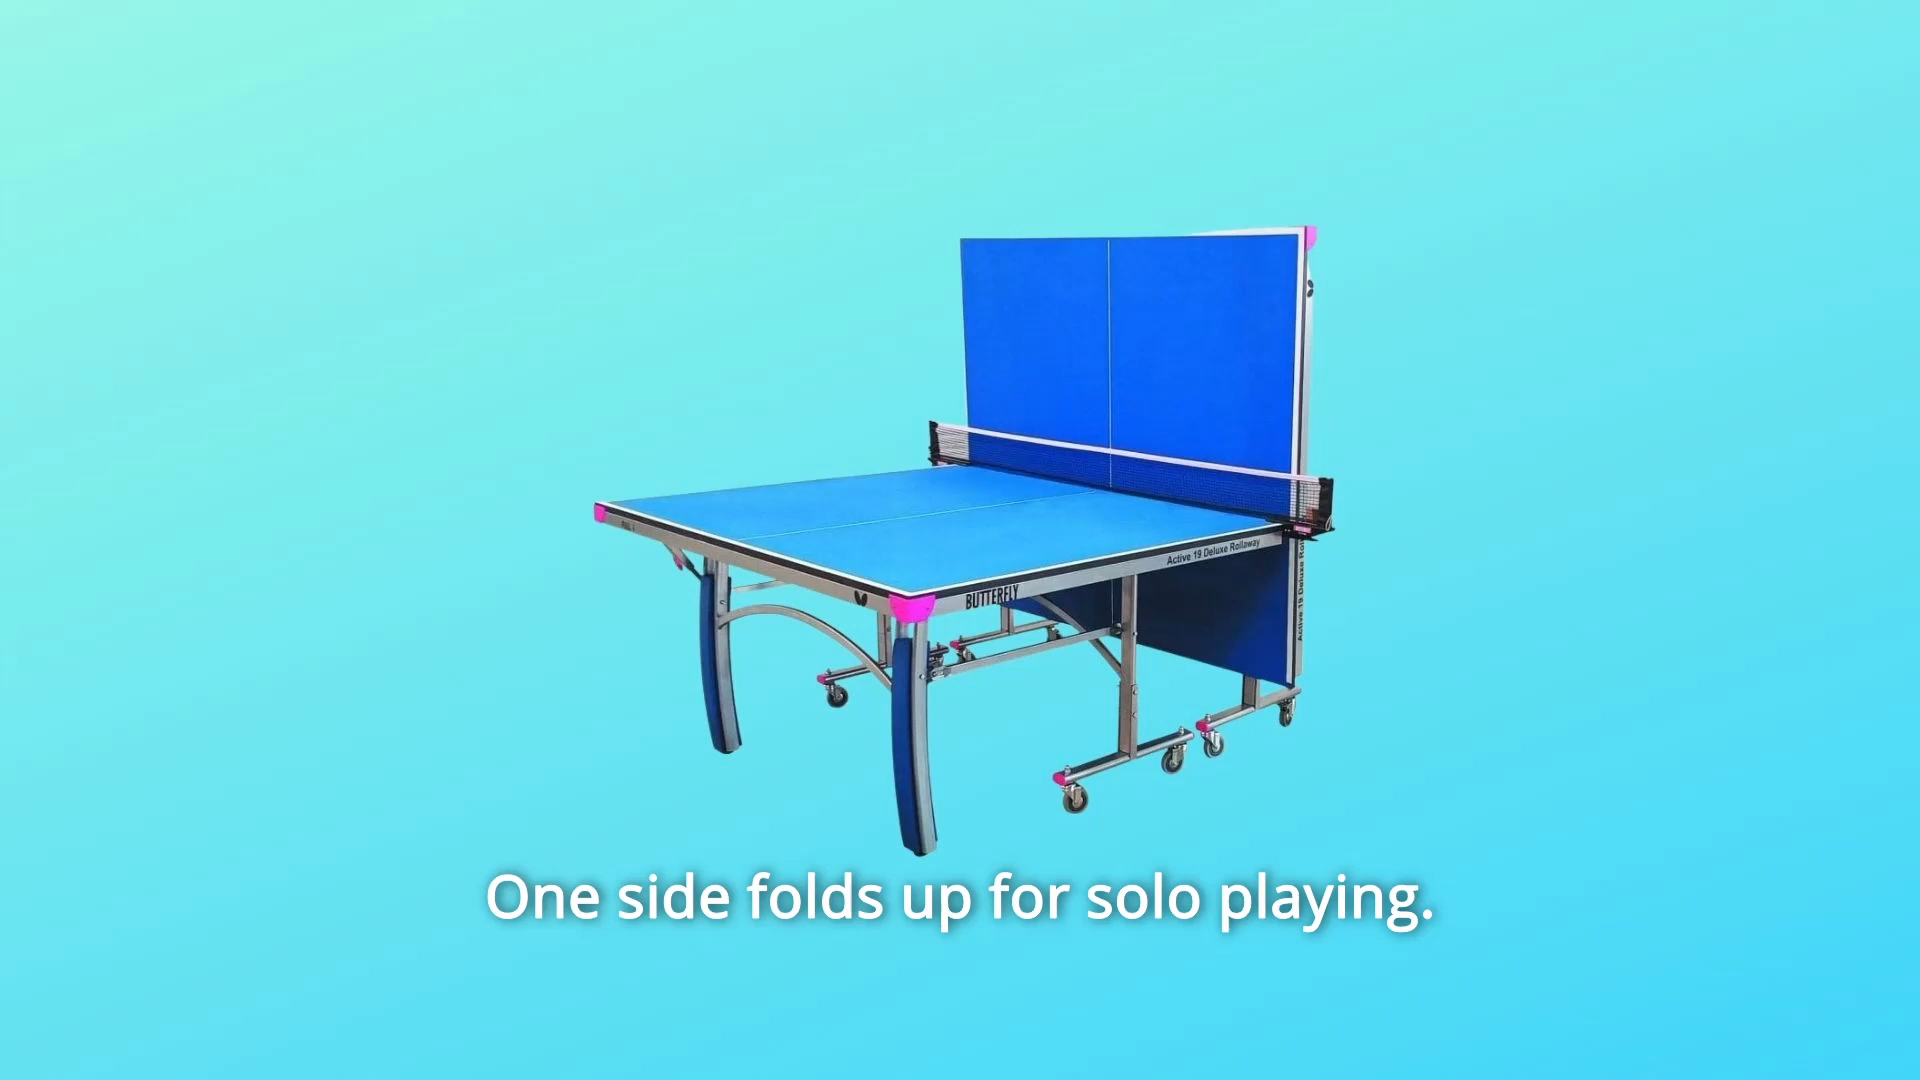 Active 19 Deluxe Rollaway
BUTTERFLY
One side folds up for solo playing.